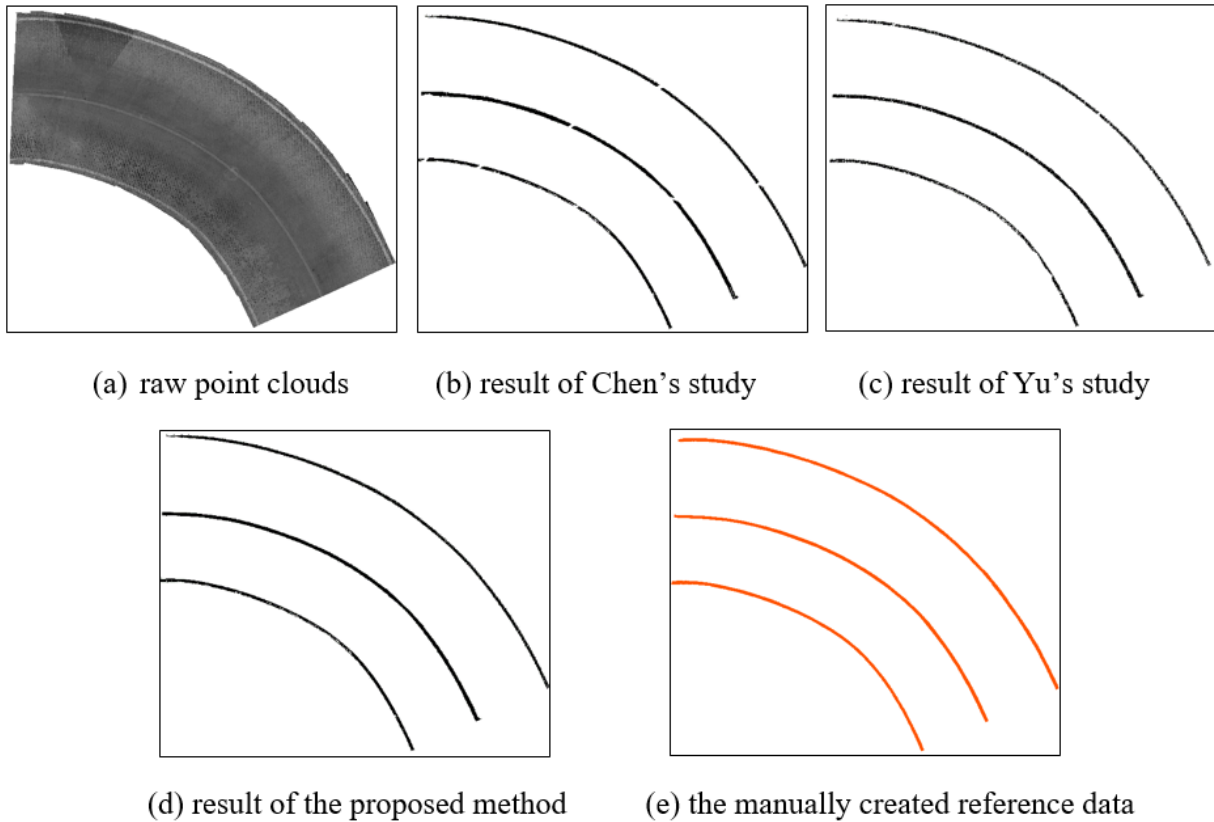 (a) raw point clouds
(b) result of Chen's study
(c) result of Yu's study
(d) result of the proposed method
(e) the manually created reference data